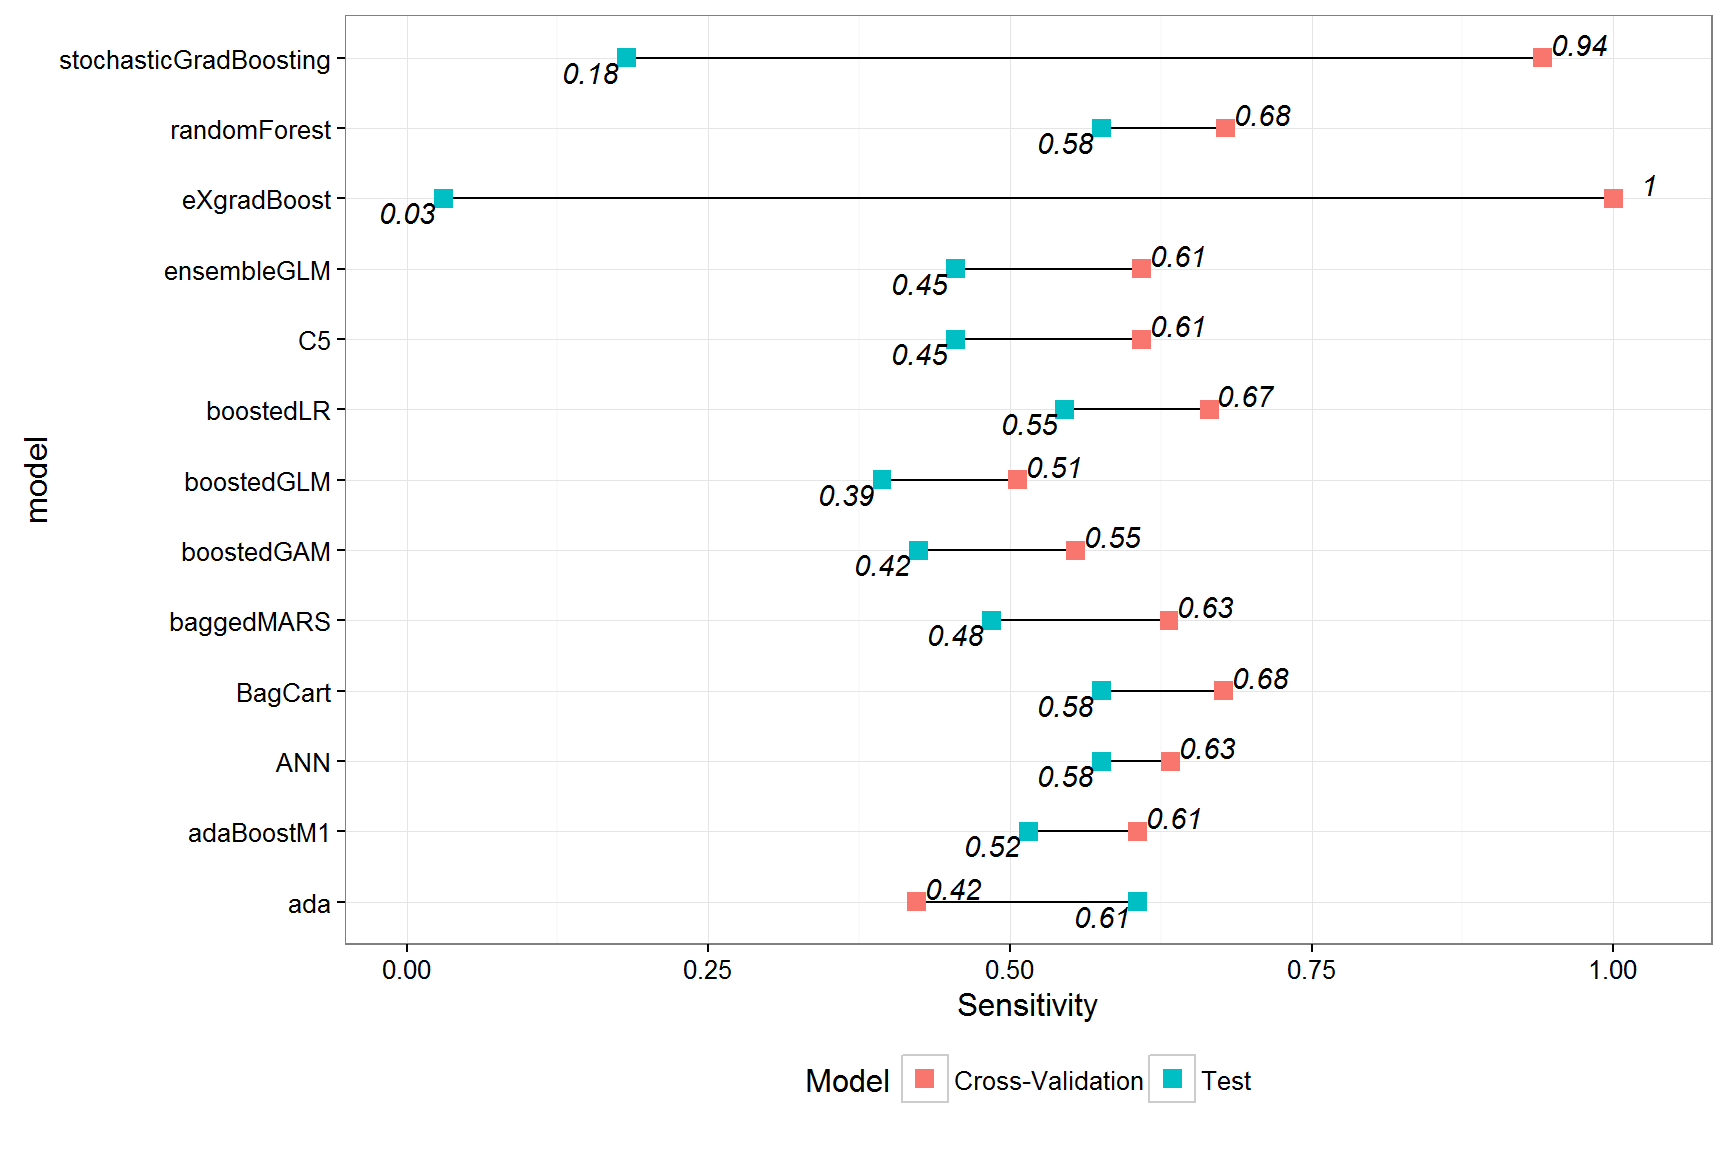 stochasticGradBoosting
0.94
0.18
randomForest
0.68
0.58
eXgradBoost
1
0.03
ensembleGLM
0.61
0.45
C5
0.61
0.45
boostedLR
0.67
0.55
boostedGLM
0.51
0.39
boostedGAM
0.55
0.42
baggedMARS
0.63
0.48
BagCart
0.68
0.58
ANN
0.63
0.58
adaBoostM1
0.61
0.52
ada
0.42
0.61
model
0.00 0.25 0.50 0.75 1.00
Sensitivity
Model Cross-Validation Test